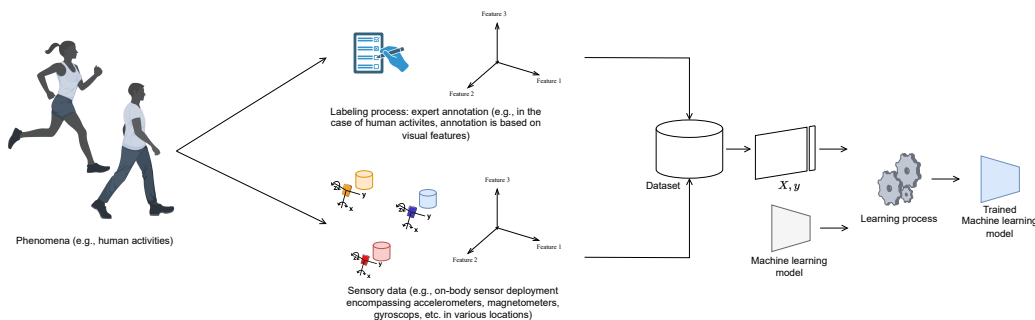 Feature 3
Feature 1
Feature 2
Labeling process: expert annotation (e.g., in the
case of human activites, annotation is based on
visual features)
Phenomena (e.g., human activities)
z
y
x
z
y
x
z
y
x
Feature 3
Feature 1
Feature 2
Sensory data (e.g., on-body sensor deployment
encompassing accelerometers, magnetometers,
gyroscops, etc. in various locations)
Dataset
X, y
Machine learning
model
Learning process
Trained
Machine learning
model